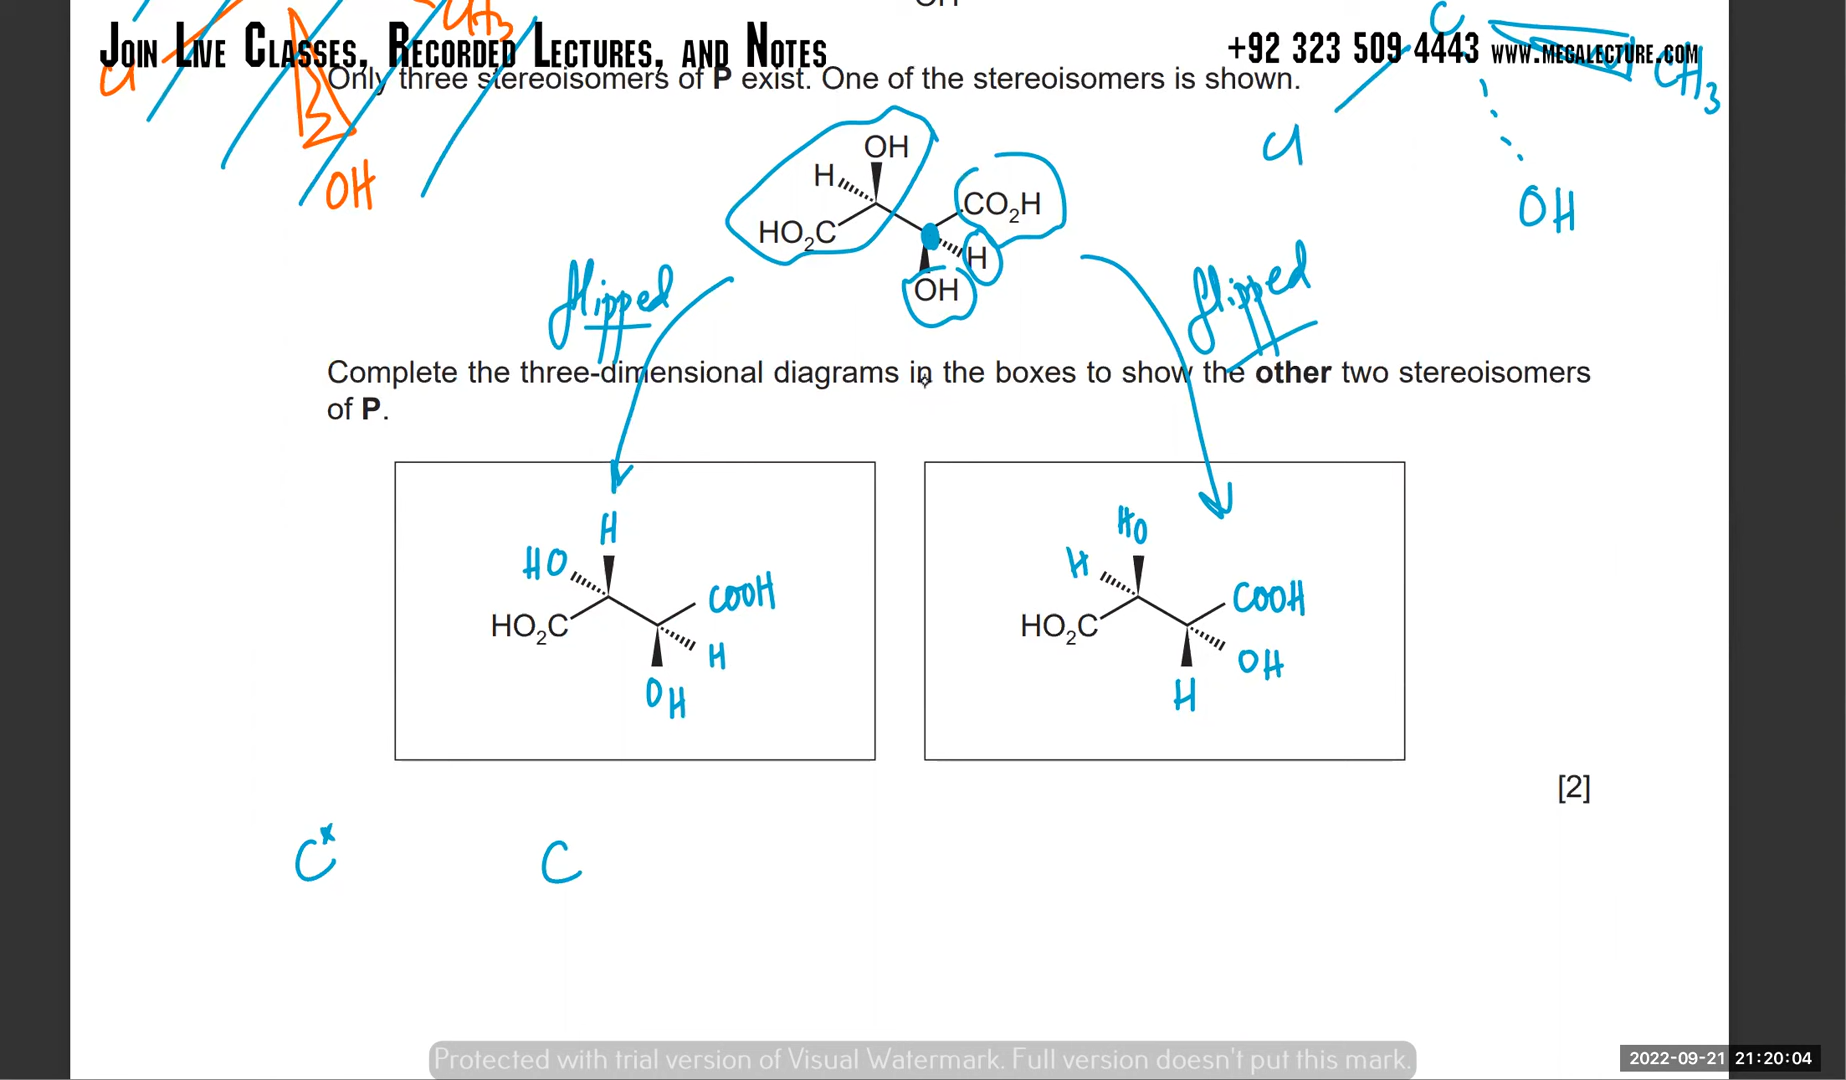 OH
CH3
C
JOIN LIVE CLASSES, RECORDED LECTURES, AND NOTES
+92 323 509 4443 WWW.MEGALECTURE.COM
Only three stereoisomers of P exist. One of the stereoisomers is shown.
Cl
CH3
Cl
OH
OH
OH
H
HO2C
CO2H
H
OH
flipped
flipped
Complete the three-dimensional diagrams in the boxes to show the other two stereoisomers
of P.
H
HO
HO2C
COOH
H
OH
HO
H
HO2C
COOH
OH
H
[2]
C*
C
Protected with trial version of Visual Watermark. Full version doesn't put this mark.
2022-09-21 21:20:04